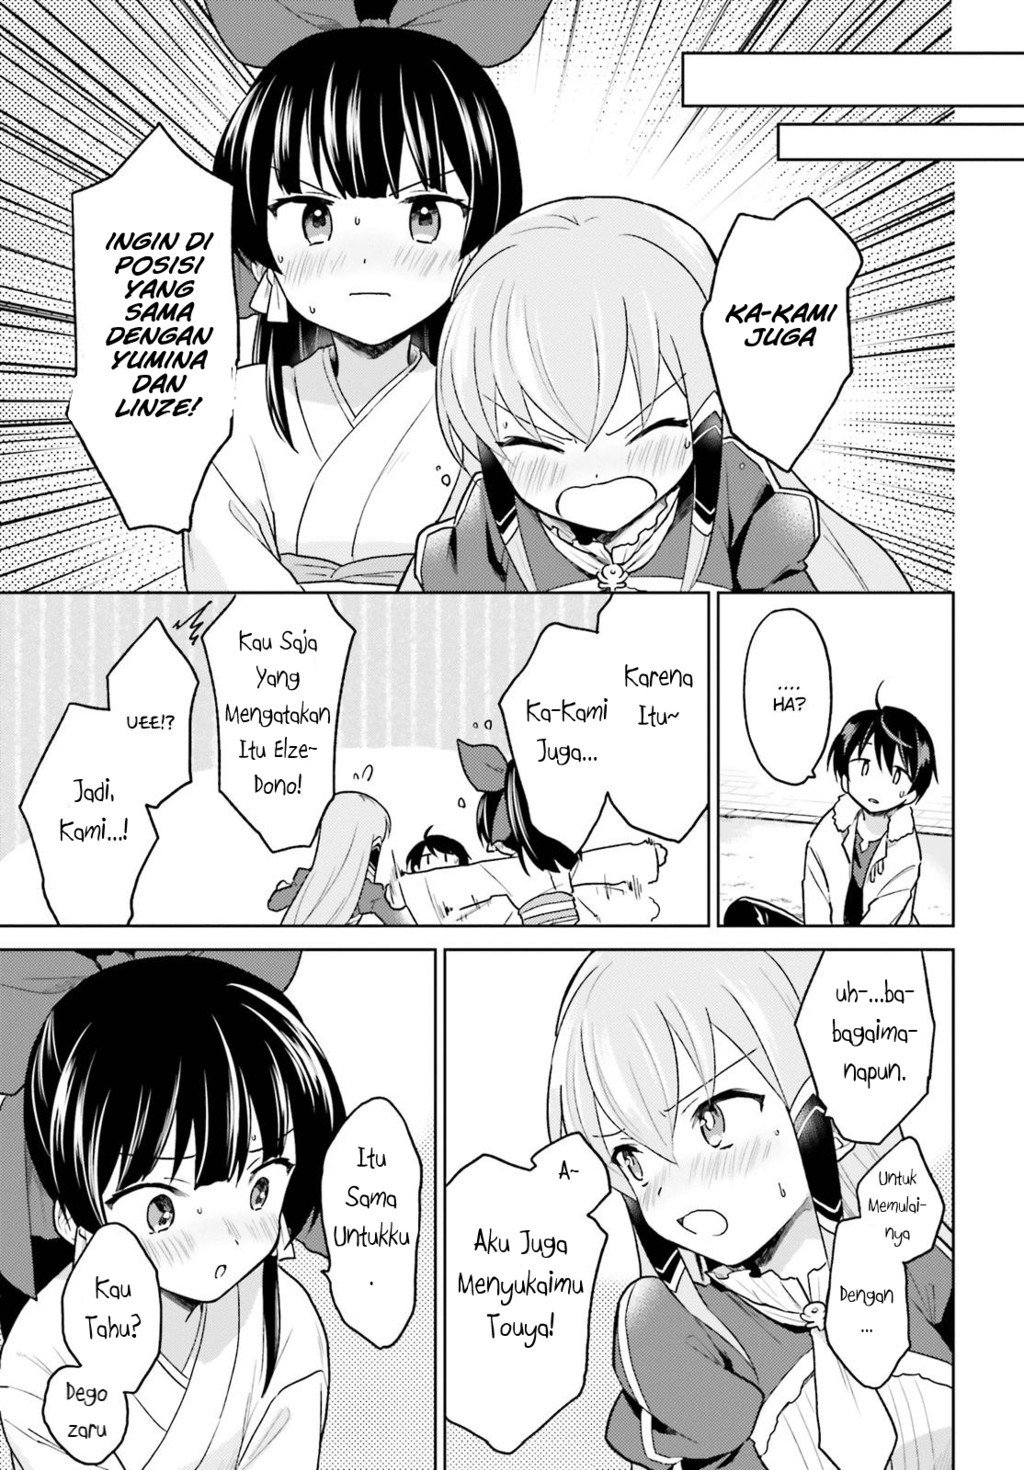 KA-KAMI
JUGA
INGIN DI
POSISI
YANG
SAMA
DENGAN
YUMINA
DAN
LINZE!
....
HA?
Karena
Itu~
Ka-Kami
Juga...
Kau Saja
Yang
Mengatakan
Itu Elze~
Dono!
UEE!?
Jadi,
Kami...!
uh-...ba-
bagaima-
napun.
Untuk
Memulai-
nya
Dengan
...
A~
Aku Juga
Menyukaimu
Touya!
Itu
Sama
Untukku
.
Kau
Tahu?
Dego
zaru